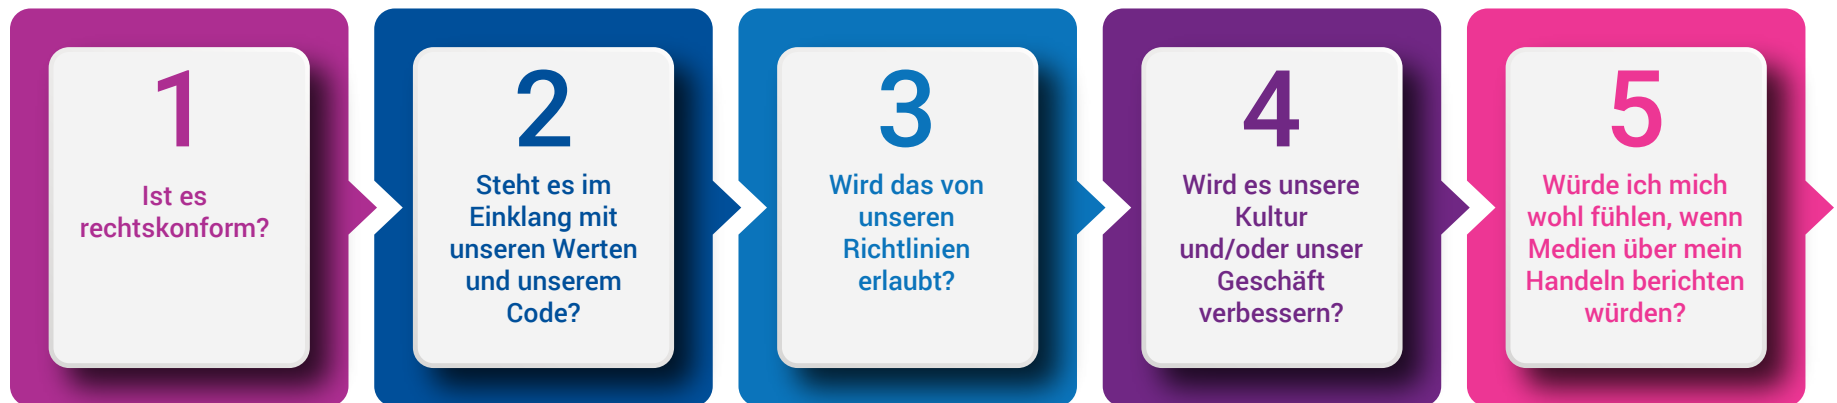 1
Ist es
rechtskonform?
2
Steht es im
Einklang mit
unseren Werten
und unserem
Code?
3
Wird das von
unseren
Richtlinien
erlaubt?
4
Wird es unsere
Kultur
und/oder unser
Geschäft
verbessern?
5
Würde ich mich
wohl fühlen, wenn
Medien über mein
Handeln berichten
würden?